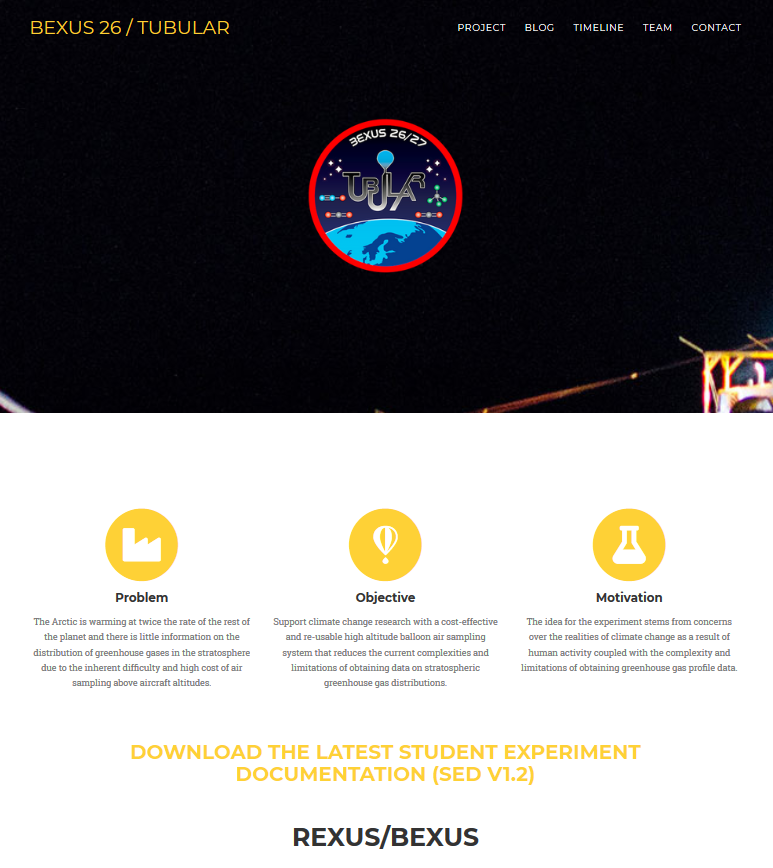 BEXUS 26 / TUBULAR
PROJECT BLOG TIMELINE TEAM CONTACT
BEXUS 26/27
TUBULAR
Problem
The Arctic is warming at twice the rate of the rest of
the planet and there is little information on the
distribution of greenhouse gases in the stratosphere
due to the inherent difficulty and high cost of air
sampling above aircraft altitudes.
Objective
Support climate change research with a cost-effective
and re-usable high altitude balloon air sampling
system that reduces the current complexities and
limitations of obtaining data on stratospheric
greenhouse gas distributions.
Motivation
The idea for the experiment stems from concerns
over the realities of climate change as a result of
human activity coupled with the complexity and
limitations of obtaining greenhouse gas profile data.
DOWNLOAD THE LATEST STUDENT EXPERIMENT
DOCUMENTATION (SED V1.2)
REXUS/BEXUS